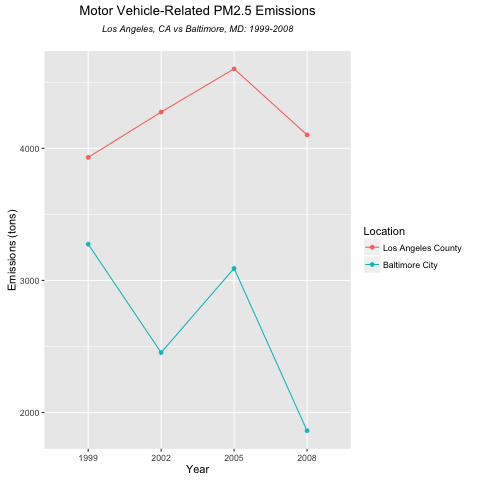 Motor Vehicle-Related PM2.5 Emissions
Los Angeles, CA vs Baltimore, MD: 1999-2008
Emissions (tons)
4000
3000
2000
1999 2002 2005 2008
Year
Location
Los Angeles County
Baltimore City